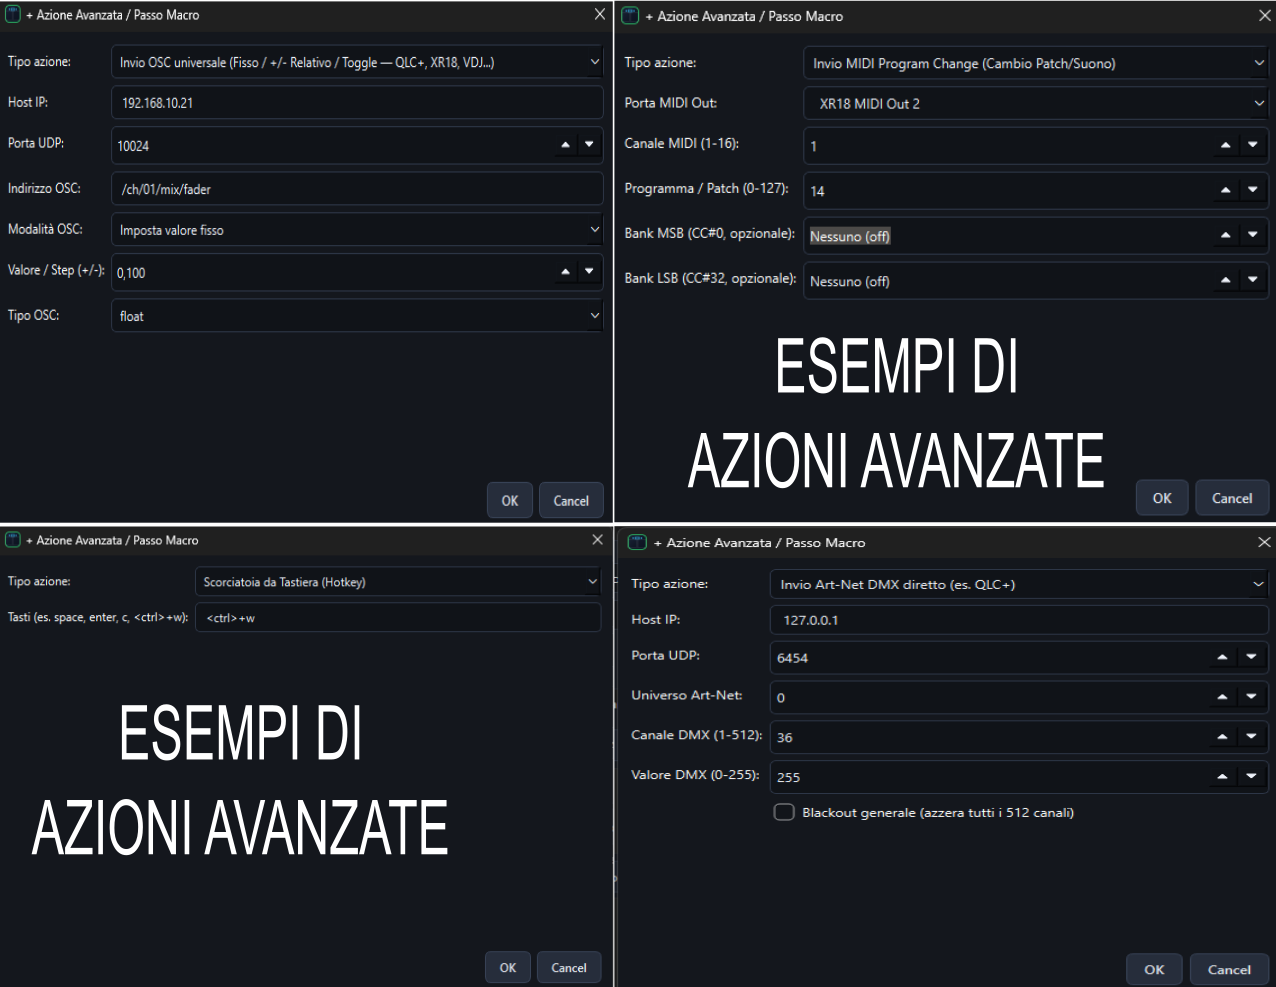 + Azione Avanzata / Passo Macro
Tipo azione: Invio OSC universale (Fisso / +/- Relativo / Toggle — QLC+, XR18, VDJ...)
Host IP: 192.168.10.21
Porta UDP: 10024
Indirizzo OSC: /ch/01/mix/fader
Modalità OSC: Imposta valore fisso
Valore / Step (+/-): 0,100
Tipo OSC: float
OK Cancel
+ Azione Avanzata / Passo Macro
Tipo azione: Invio MIDI Program Change (Cambio Patch/Suono)
Porta MIDI Out: XR18 MIDI Out 2
Canale MIDI (1-16): 1
Programma / Patch (0-127): 14
Bank MSB (CC#0, opzionale): Nessuno (off)
Bank LSB (CC#32, opzionale): Nessuno (off)
ESEMPI DI
AZIONI AVANZATE
OK Cancel
+ Azione Avanzata / Passo Macro
Tipo azione: Scorciatoia da Tastiera (Hotkey)
Tasti (es. space, enter, c, <ctrl>+w): <ctrl>+w
ESEMPI DI
AZIONI AVANZATE
OK Cancel
+ Azione Avanzata / Passo Macro
Tipo azione: Invio Art-Net DMX diretto (es. QLC+)
Host IP: 127.0.0.1
Porta UDP: 6454
Universo Art-Net: 0
Canale DMX (1-512): 36
Valore DMX (0-255): 255
Blackout generale (azzera tutti i 512 canali)
OK Cancel